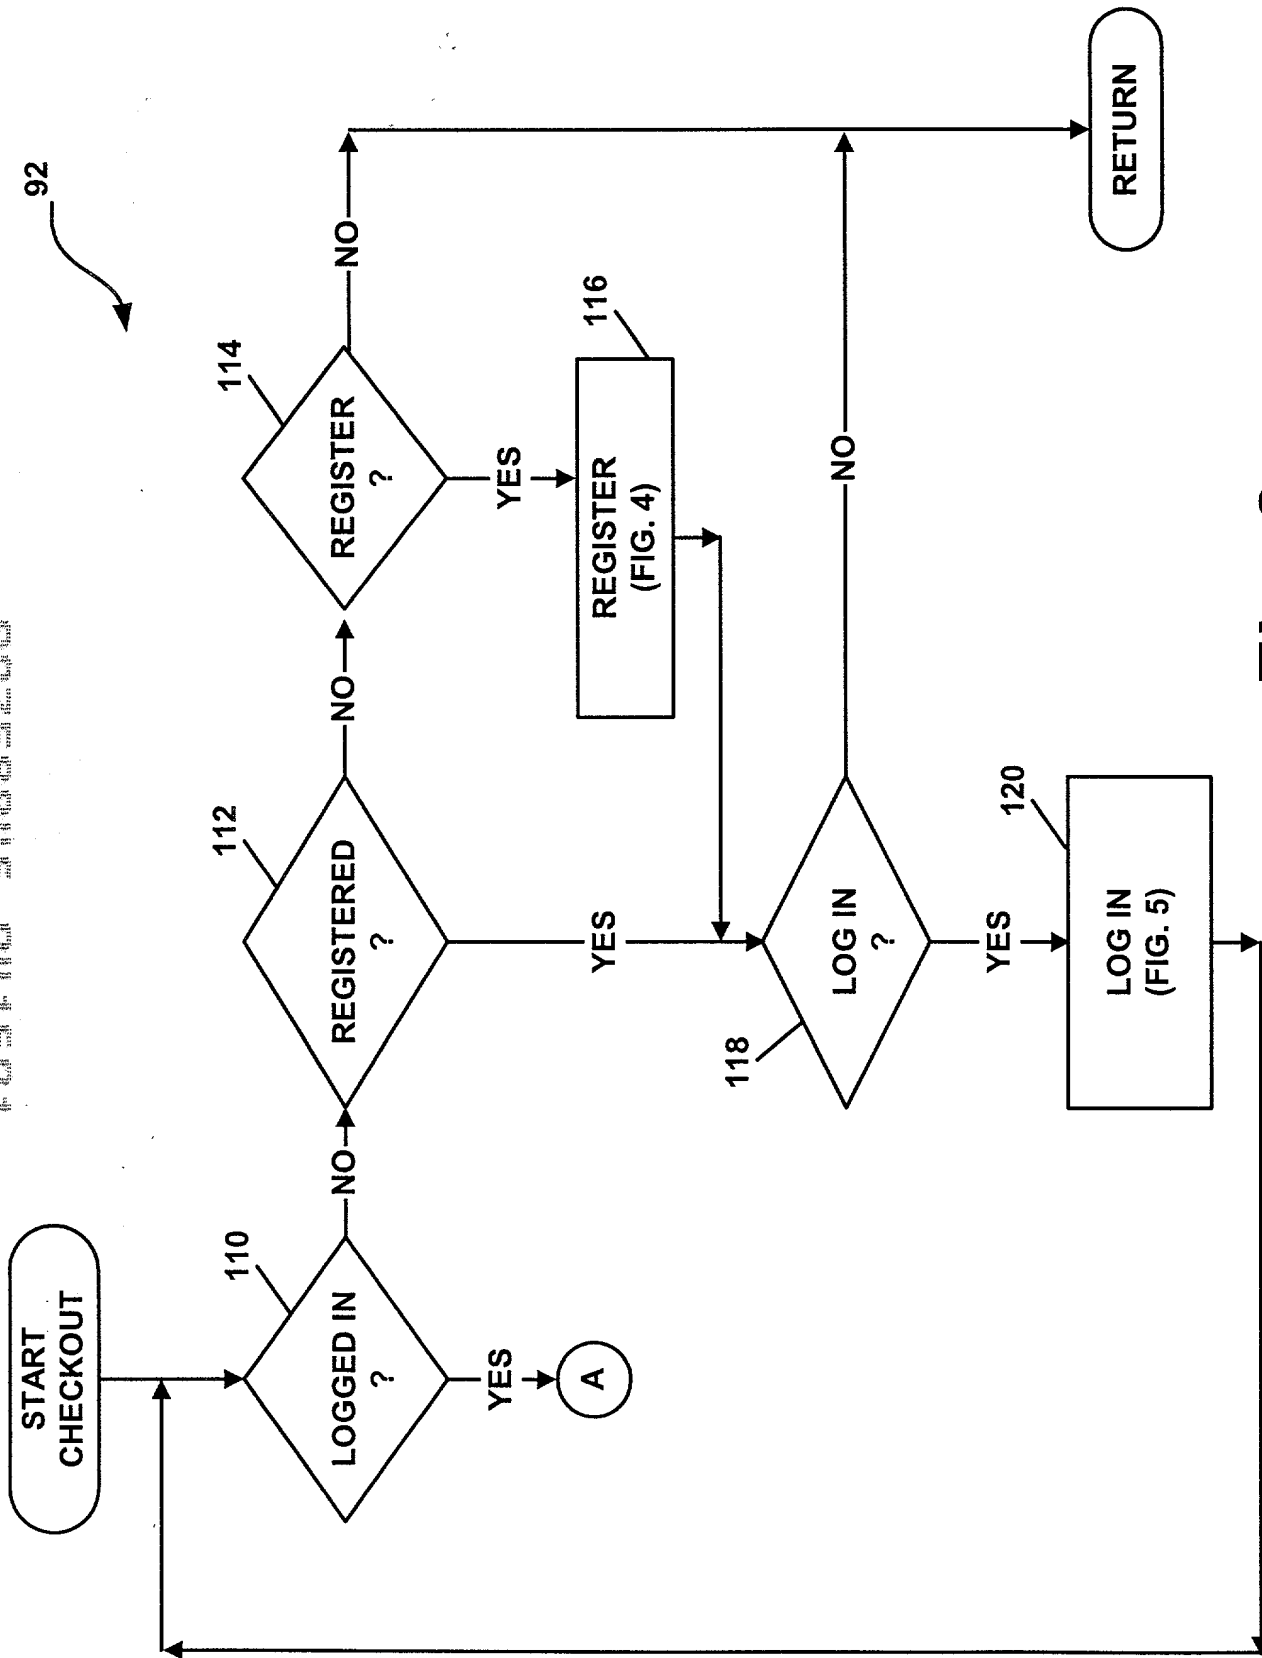 92
START
CHECKOUT
110
LOGGED IN
?
NO
YES
A
112
REGISTERED
?
NO
YES
114
REGISTER
?
NO
YES
116
REGISTER
(FIG. 4)
118
LOG IN
?
NO
YES
120
LOG IN
(FIG. 5)
RETURN